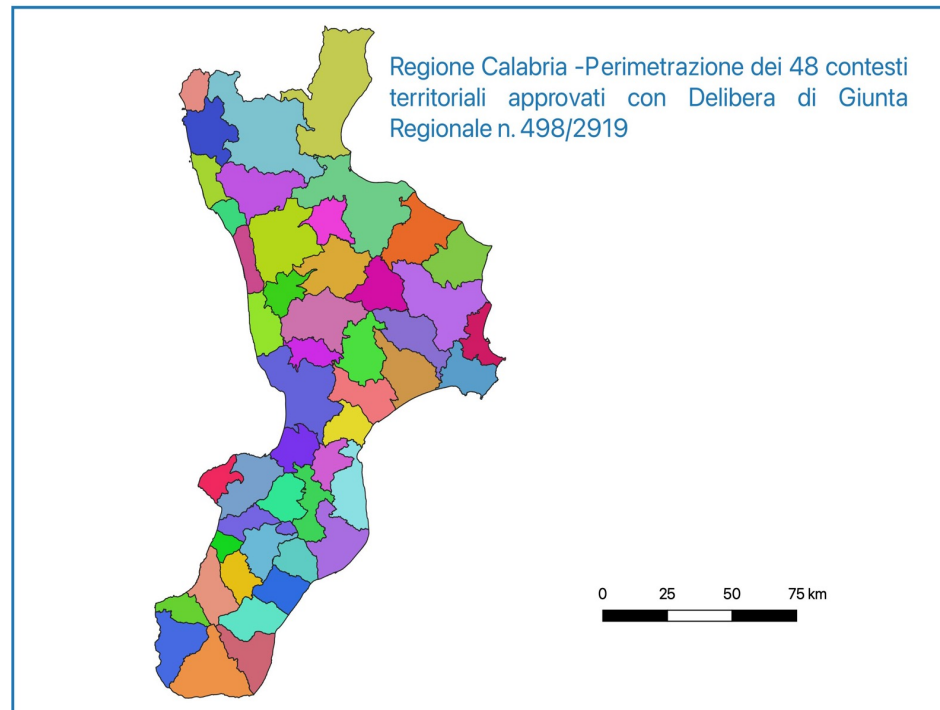 Regione Calabria -Perimetrazione dei 48 contesti
territoriali approvati con Delibera di Giunta
Regionale n. 498/2919
0 25 50 75 km